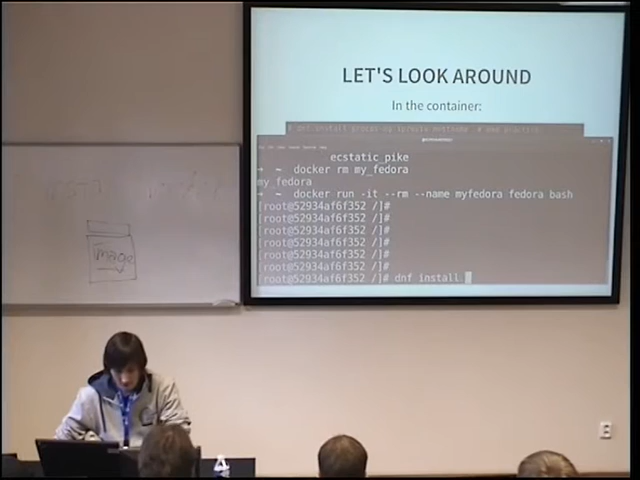 LET'S LOOK AROUND
In the container:
ecstatic_pike
→ ~ docker rm my_fedora
my_fedora
→ ~ docker run -it --rm --name myfedora fedora bash
[root@52934af6f352 /]#
[root@52934af6f352 /]#
[root@52934af6f352 /]#
[root@52934af6f352 /]#
[root@52934af6f352 /]#
[root@52934af6f352 /]#
[root@52934af6f352 /]# dnf install
image